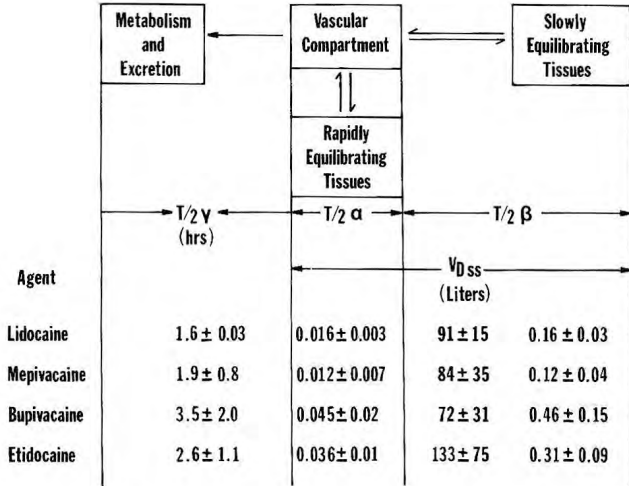 Metabolism
and
Excretion
Vascular
Compartment
Slowly
Equilibrating
Tissues
Rapidly
Equilibrating
Tissues
T/2 γ
(hrs)
T/2 α
T/2 β
VDss
(Liters)
Agent
Lidocaine 1.6 ± 0.03 0.016 ± 0.003 91 ± 15 0.16 ± 0.03
Mepivacaine 1.9 ± 0.8 0.012 ± 0.007 84 ± 35 0.12 ± 0.04
Bupivacaine 3.5 ± 2.0 0.045 ± 0.02 72 ± 31 0.46 ± 0.15
Etidocaine 2.6 ± 1.1 0.036 ± 0.01 133 ± 75 0.31 ± 0.09